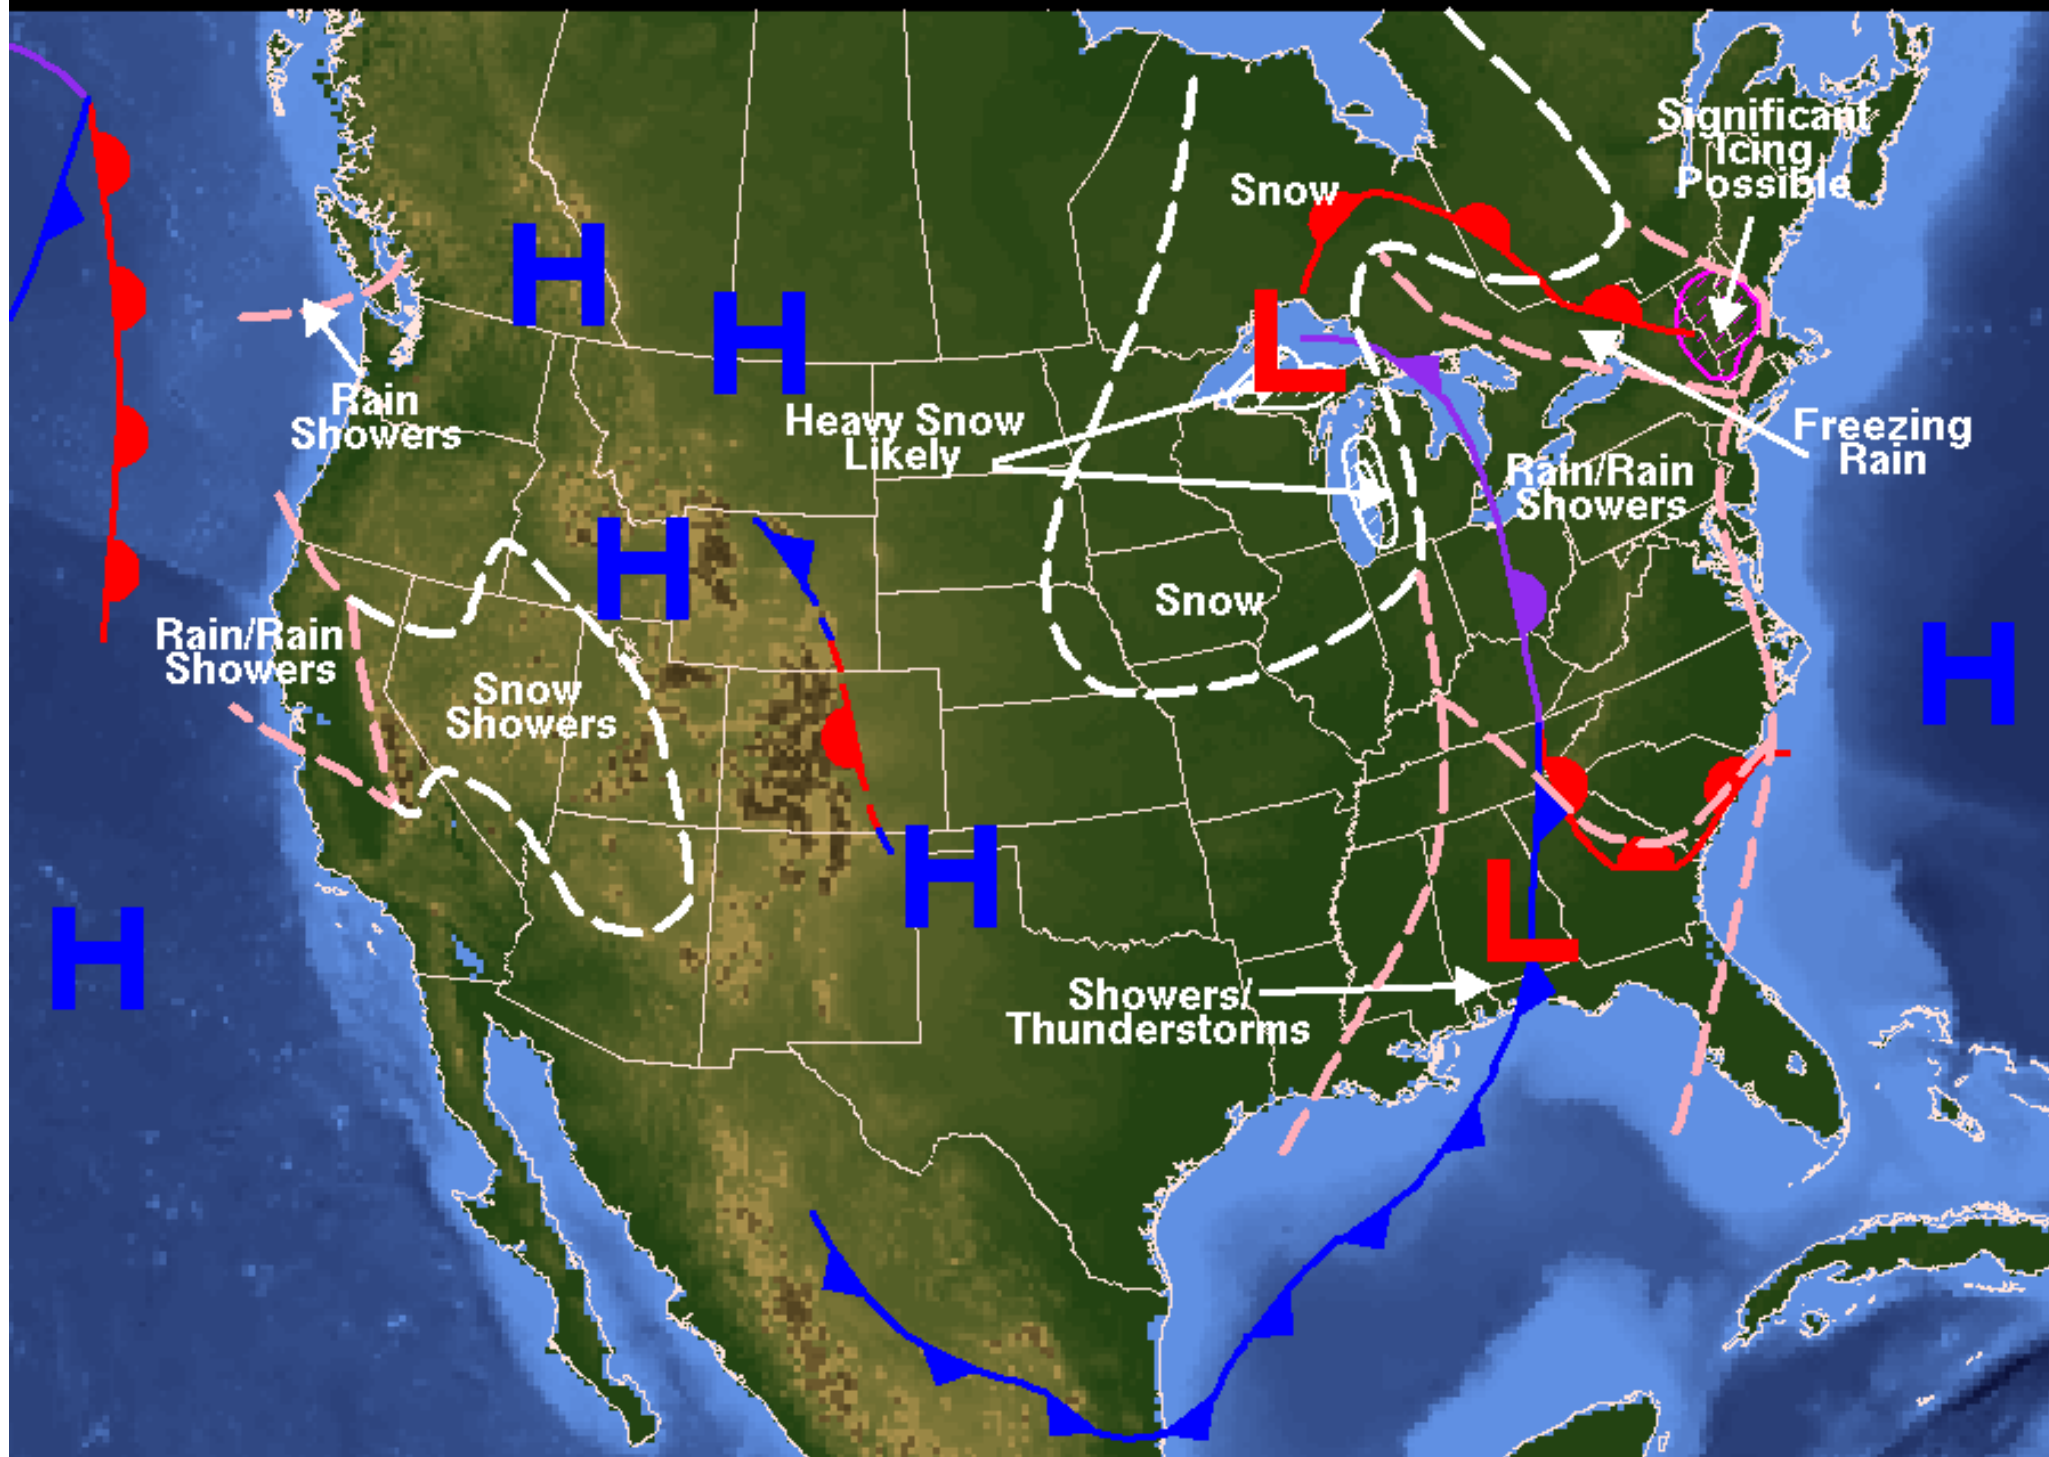 Significant
Icing
Possible
Snow
H
H
L
Rain
Showers
Heavy Snow
Likely
Freezing
Rain
Rain/Rain
Showers
H
Snow
Rain/Rain
Showers
H
Snow
Showers
H
L
H
Showers/
Thunderstorms